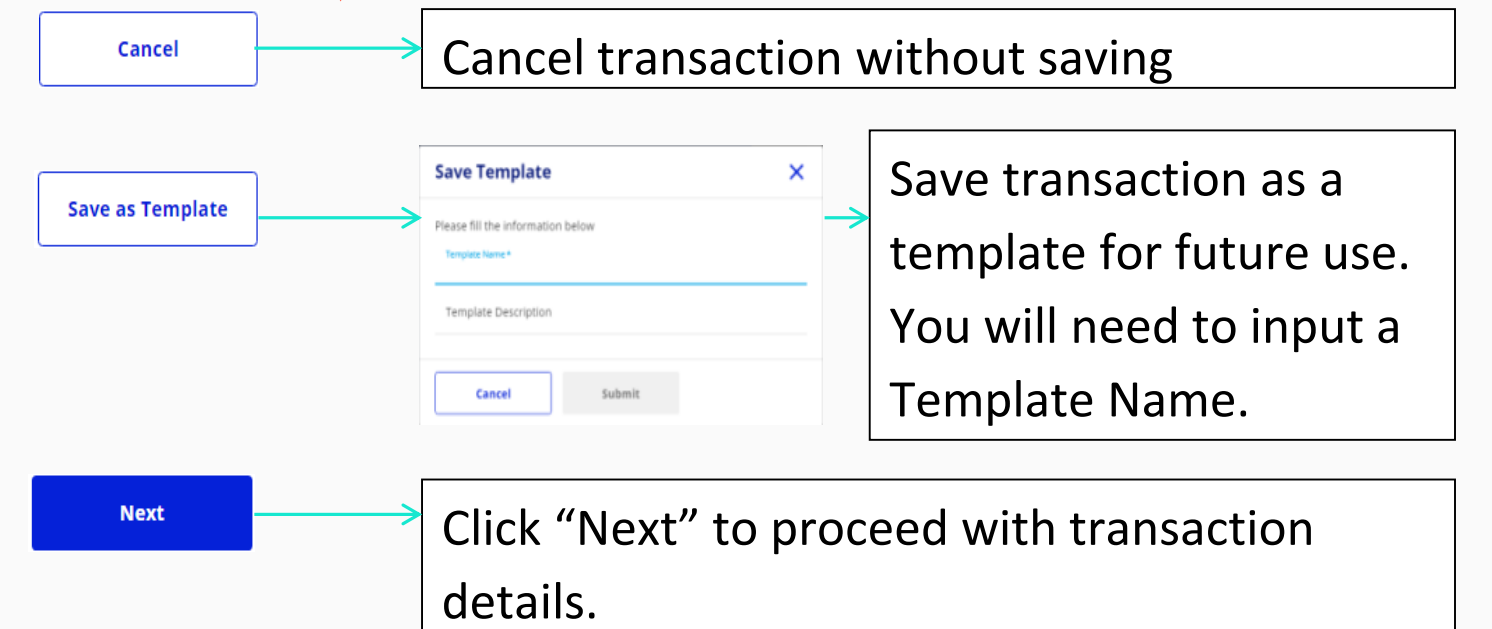 Cancel
Cancel transaction without saving
Save as Template
Save Template
Please fill the information below
Template Name *
Template Description
Cancel
Submit
Save transaction as a
template for future use.
You will need to input a
Template Name.
Next
Click “Next” to proceed with transaction
details.